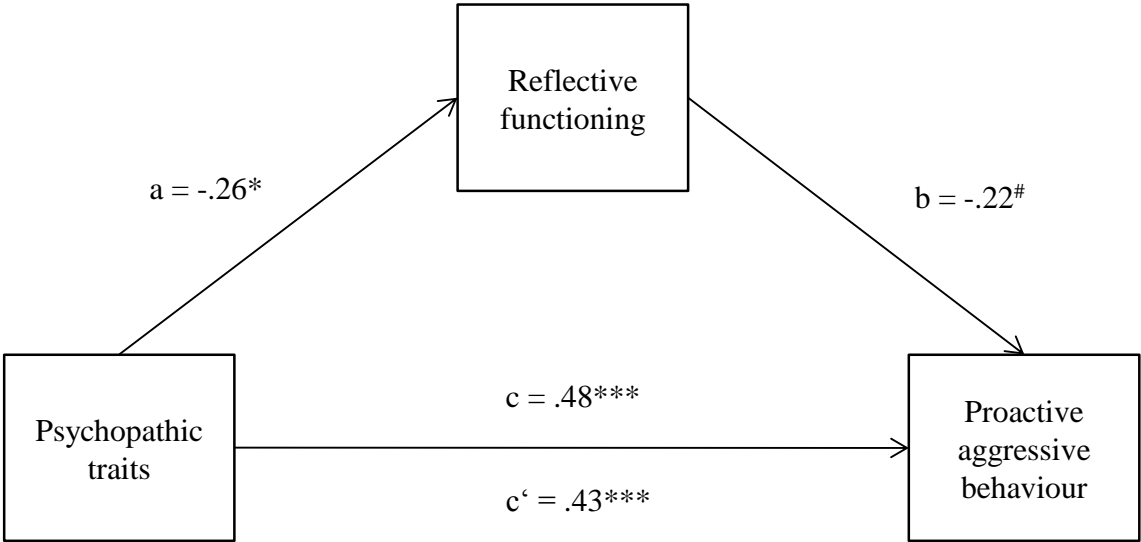 Reflective
functioning
a = -.26*
b = -.22#
c = .48***
Psychopathic
traits
Proactive
aggressive
behaviour
c‘ = .43***